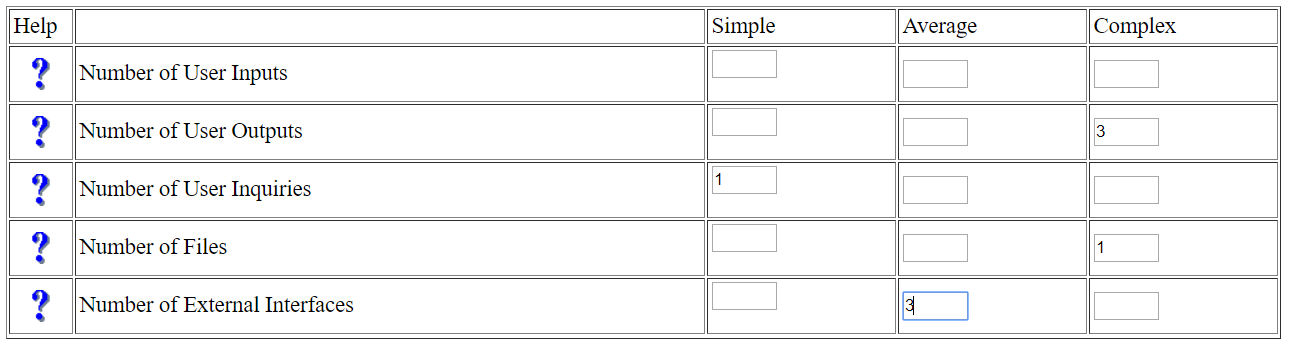 Help Simple Average Complex
? Number of User Inputs
? Number of User Outputs 3
? Number of User Inquiries 1
? Number of Files 1
? Number of External Interfaces 3